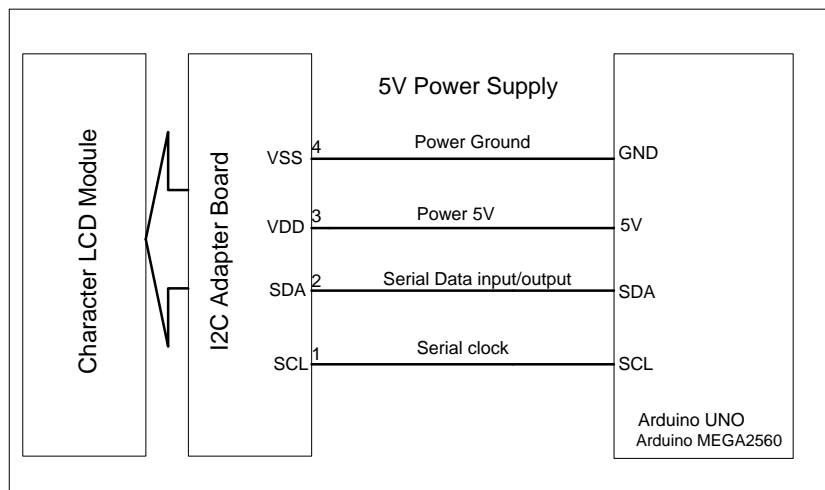 Character LCD Module
I2C Adapter Board
5V Power Supply
VSS 4 Power Ground GND
VDD 3 Power 5V 5V
SDA 2 Serial Data input/output SDA
SCL 1 Serial clock SCL
Arduino UNO
Arduino MEGA2560